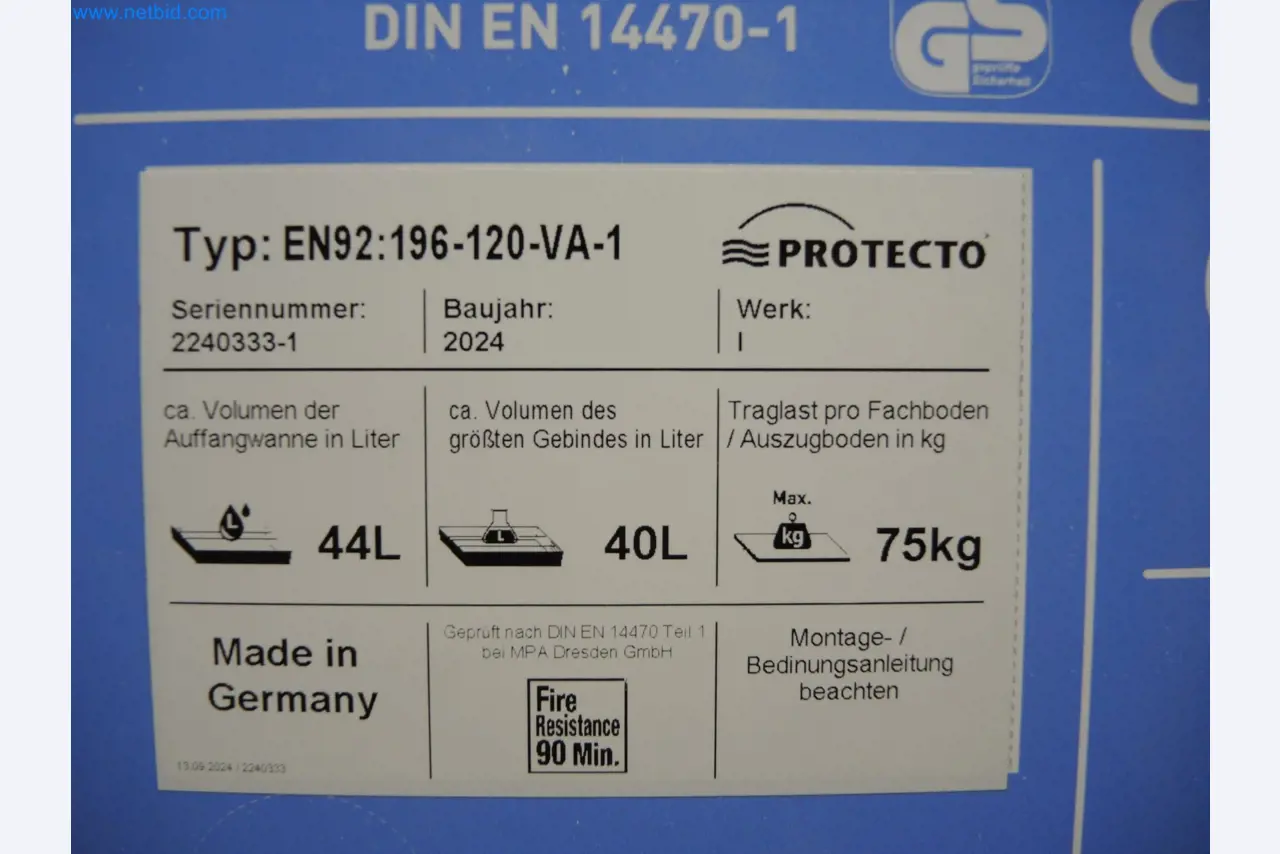 www.netbid.com
DIN EN 14470-1
GS
geprüfte
Sicherheit
Typ: EN92:196-120-VA-1
PROTECTO
Seriennummer:
2240333-1
Baujahr:
2024
Werk:
I
ca. Volumen der
Auffangwanne in Liter
L
44L
ca. Volumen des
größten Gebindes in Liter
L
40L
Traglast pro Fachboden
/ Auszugboden in kg
Max.
kg
75kg
Made in
Germany
13.09.2024 / 2240333
Geprüft nach DIN EN 14470 Teil 1
bei MPA Dresden GmbH
Fire
Resistance
90 Min.
Montage- /
Bedinungsanleitung
beachten